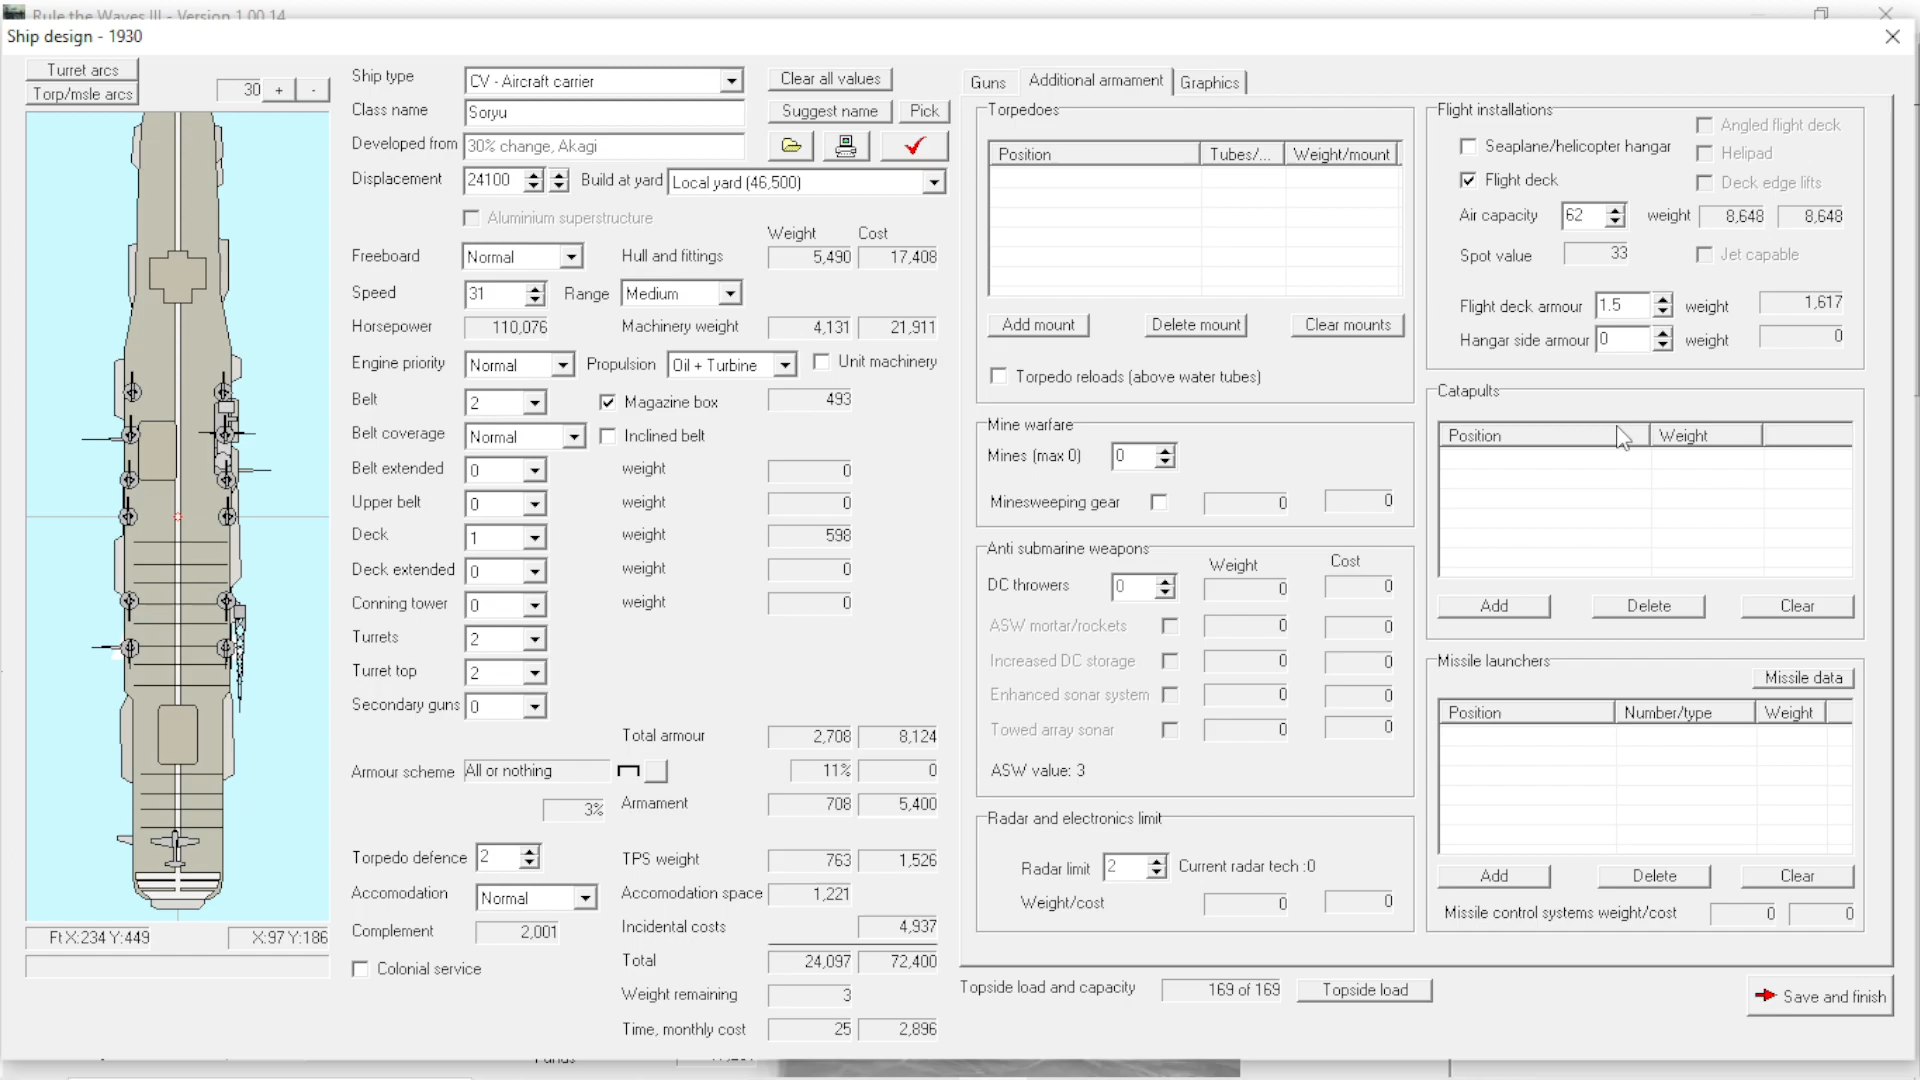 Rule the Waves III - Version 1.00.14
Ship design - 1930
Turret arcs
Torp/msle arcs
30 + -
Ft X:234 Y:449 X:97 Y:186
Ship type CV - Aircraft carrier Clear all values
Class name Soryu Suggest name Pick
Developed from 30% change, Akagi
Displacement 24100 Build at yard Local yard (46,500)
Aluminium superstructure
Weight Cost
Freeboard Normal Hull and fittings 5,490 17,408
Speed 31 Range Medium
Horsepower 110,076 Machinery weight 4,131 21,911
Engine priority Normal Propulsion Oil + Turbine Unit machinery
Belt 2 Magazine box 493
Belt coverage Normal Inclined belt
Belt extended 0 weight 0
Upper belt 0 weight 0
Deck 1 weight 598
Deck extended 0 weight 0
Conning tower 0 weight 0
Turrets 2
Turret top 2
Secondary guns 0
Total armour 2,708 8,124
Armour scheme All or nothing 11% 0
3% Armament 708 5,400
Torpedo defence 2 TPS weight 763 1,526
Accomodation Normal Accomodation space 1,221
Complement 2,001 Incidental costs 4,937
Colonial service Total 24,097 72,400
Weight remaining 3
Time, monthly cost 25 2,896
Guns Additional armament Graphics
Torpedoes
Position Tubes/... Weight/mount
Add mount Delete mount Clear mounts
Torpedo reloads (above water tubes)
Mine warfare
Mines (max 0) 0
Minesweeping gear 0 0
Anti submarine weapons
Weight Cost
DC throwers 0 0 0
ASW mortar/rockets 0 0
Increased DC storage 0 0
Enhanced sonar system 0 0
Towed array sonar 0 0
ASW value: 3
Radar and electronics limit
Radar limit 2 Current radar tech :0
Weight/cost 0 0
Topside load and capacity 169 of 169 Topside load
Flight installations
Angled flight deck
Seaplane/helicopter hangar
Helipad
Flight deck Deck edge lifts
Air capacity 62 weight 8,648 8,648
Spot value 33 Jet capable
Flight deck armour 1.5 weight 1,617
Hangar side armour 0 weight 0
Catapults
Position Weight
Add Delete Clear
Missile launchers
Missile data
Position Number/type Weight
Add Delete Clear
Missile control systems weight/cost 0 0
Save and finish